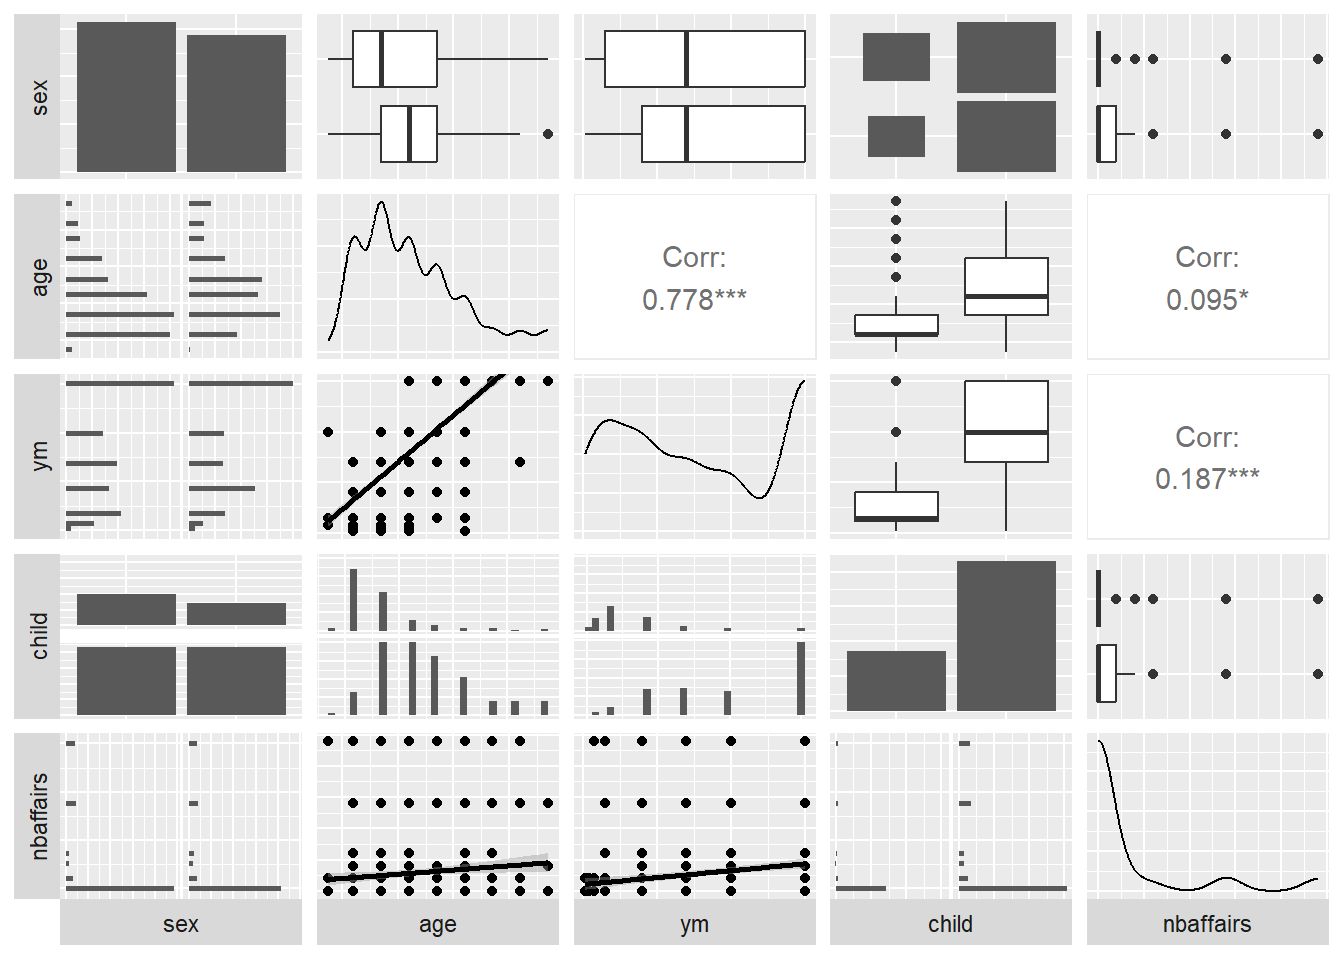 sex
age
Corr:
0.778***
Corr:
0.095*
ym
Corr:
0.187***
child
nbaffairs
sex
age
ym
child
nbaffairs